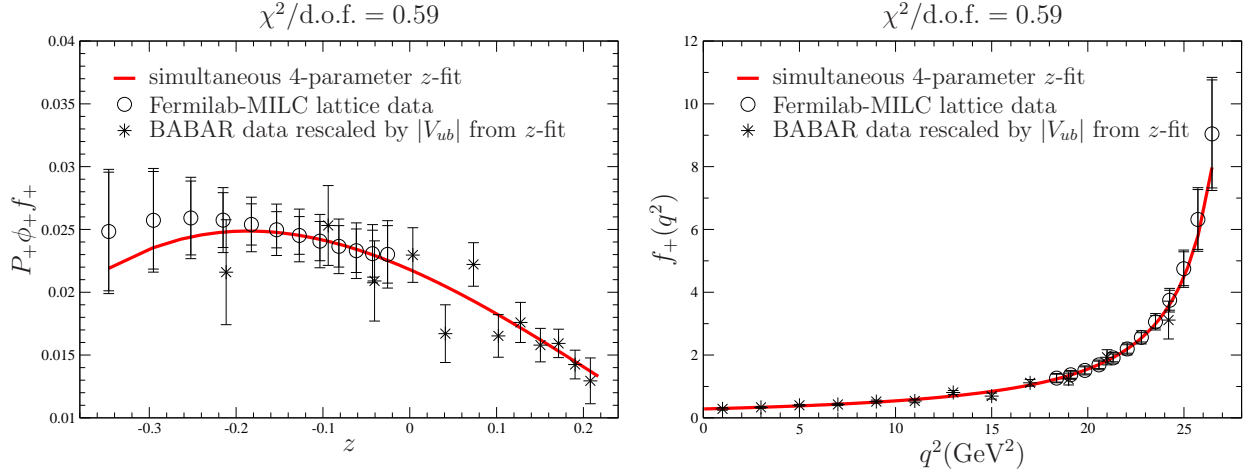 χ²/d.o.f. = 0.59
0.04
0.035
0.03
0.025
0.02
0.015
0.01
P₊ϕ₊f₊
simultaneous 4-parameter z-fit
Fermilab-MILC lattice data
BABAR data rescaled by |V_ub| from z-fit
-0.3 -0.2 -0.1 0 0.1 0.2
z
χ²/d.o.f. = 0.59
12
10
8
6
4
2
0
f₊(q²)
simultaneous 4-parameter z-fit
Fermilab-MILC lattice data
BABAR data rescaled by |V_ub| from z-fit
0 5 10 15 20 25
q²(GeV²)